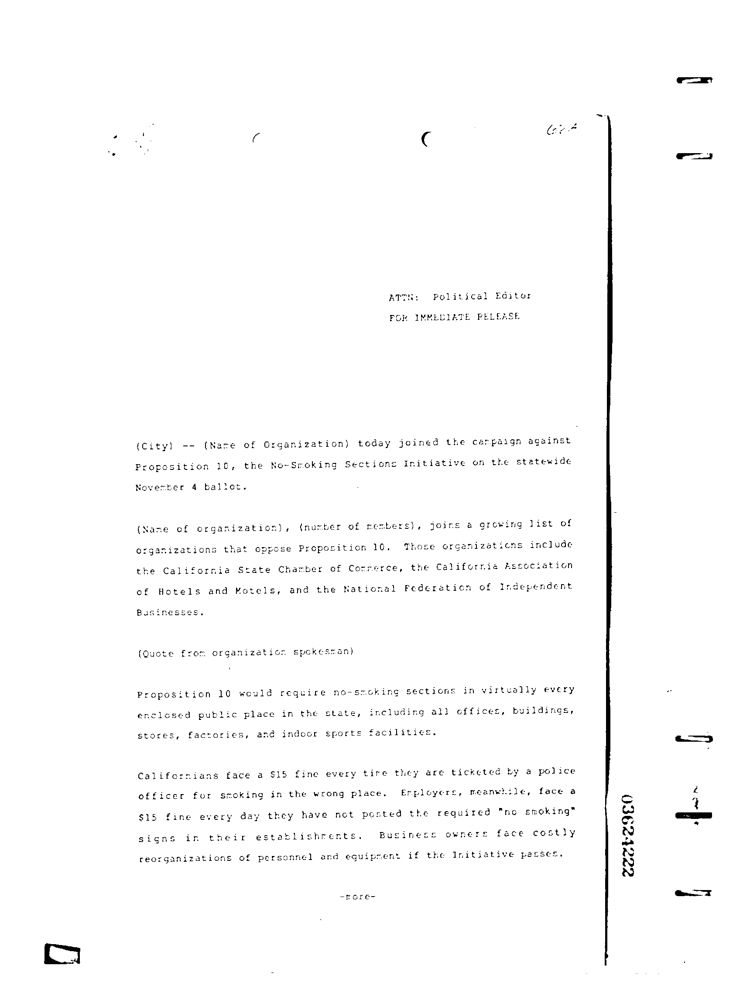 ATTN: Political Editor
FOR IMMEDIATE RELEASE
(City) -- (Name of Organization) today joined the campaign against
Proposition 10, the No-Smoking Sections Initiative on the statewide
November 4 ballot.
(Name of organization), (number of members), joins a growing list of
organizations that oppose Proposition 10. Those organizations include
the California State Chamber of Commerce, the California Association
of Hotels and Motels, and the National Federation of Independent
Businesses.
(Quote from organization spokesman)
Proposition 10 would require no-smoking sections in virtually every
enclosed public place in the state, including all offices, buildings,
stores, factories, and indoor sports facilities.
Californians face a $15 fine every time they are ticketed by a police
officer for smoking in the wrong place. Employers, meanwhile, face a
$15 fine every day they have not posted the required "no smoking"
signs in their establishments. Business owners face costly
reorganizations of personnel and equipment if the Initiative passes.
-more-
03624222